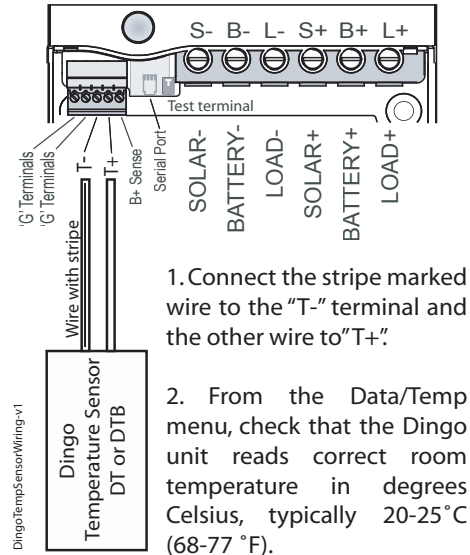 S- B- L- S+ B+ L+
T
Test terminal
'G' Terminals
'G' Terminals
T-
T+
B+ Sense
Serial Port
SOLAR-
BATTERY-
LOAD-
SOLAR+
BATTERY+
LOAD+
Wire with stripe
Dingo
Temperature Sensor
DT or DTB
DingoTempSensorWiring-v1
1. Connect the stripe marked
wire to the "T-" terminal and
the other wire to"T+".
2. From the Data/Temp
menu, check that the Dingo
unit reads correct room
temperature in degrees
Celsius, typically 20-25˚C
(68-77 ˚F).